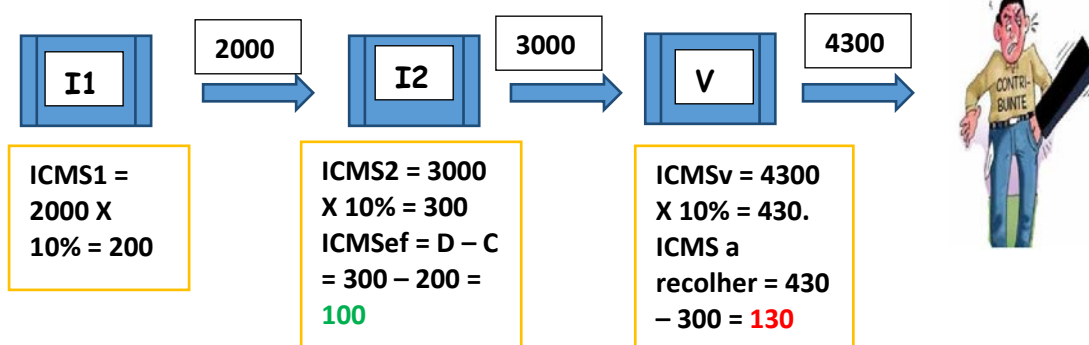 I1
2000
I2
3000
V
4300
CONTRI-
BUINTE
ICMS1 =
2000 X
10% = 200
ICMS2 = 3000
X 10% = 300
ICMSef = D – C
= 300 – 200 =
100
ICMSv = 4300
X 10% = 430.
ICMS a
recolher = 430
– 300 = 130